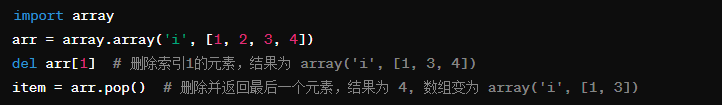 import array
arr = array.array('i', [1, 2, 3, 4])
del arr[1]  # 删除索引1的元素，结果为 array('i', [1, 3, 4])
item = arr.pop()  # 删除并返回最后一个元素，结果为 4, 数组变为 array('i', [1, 3])